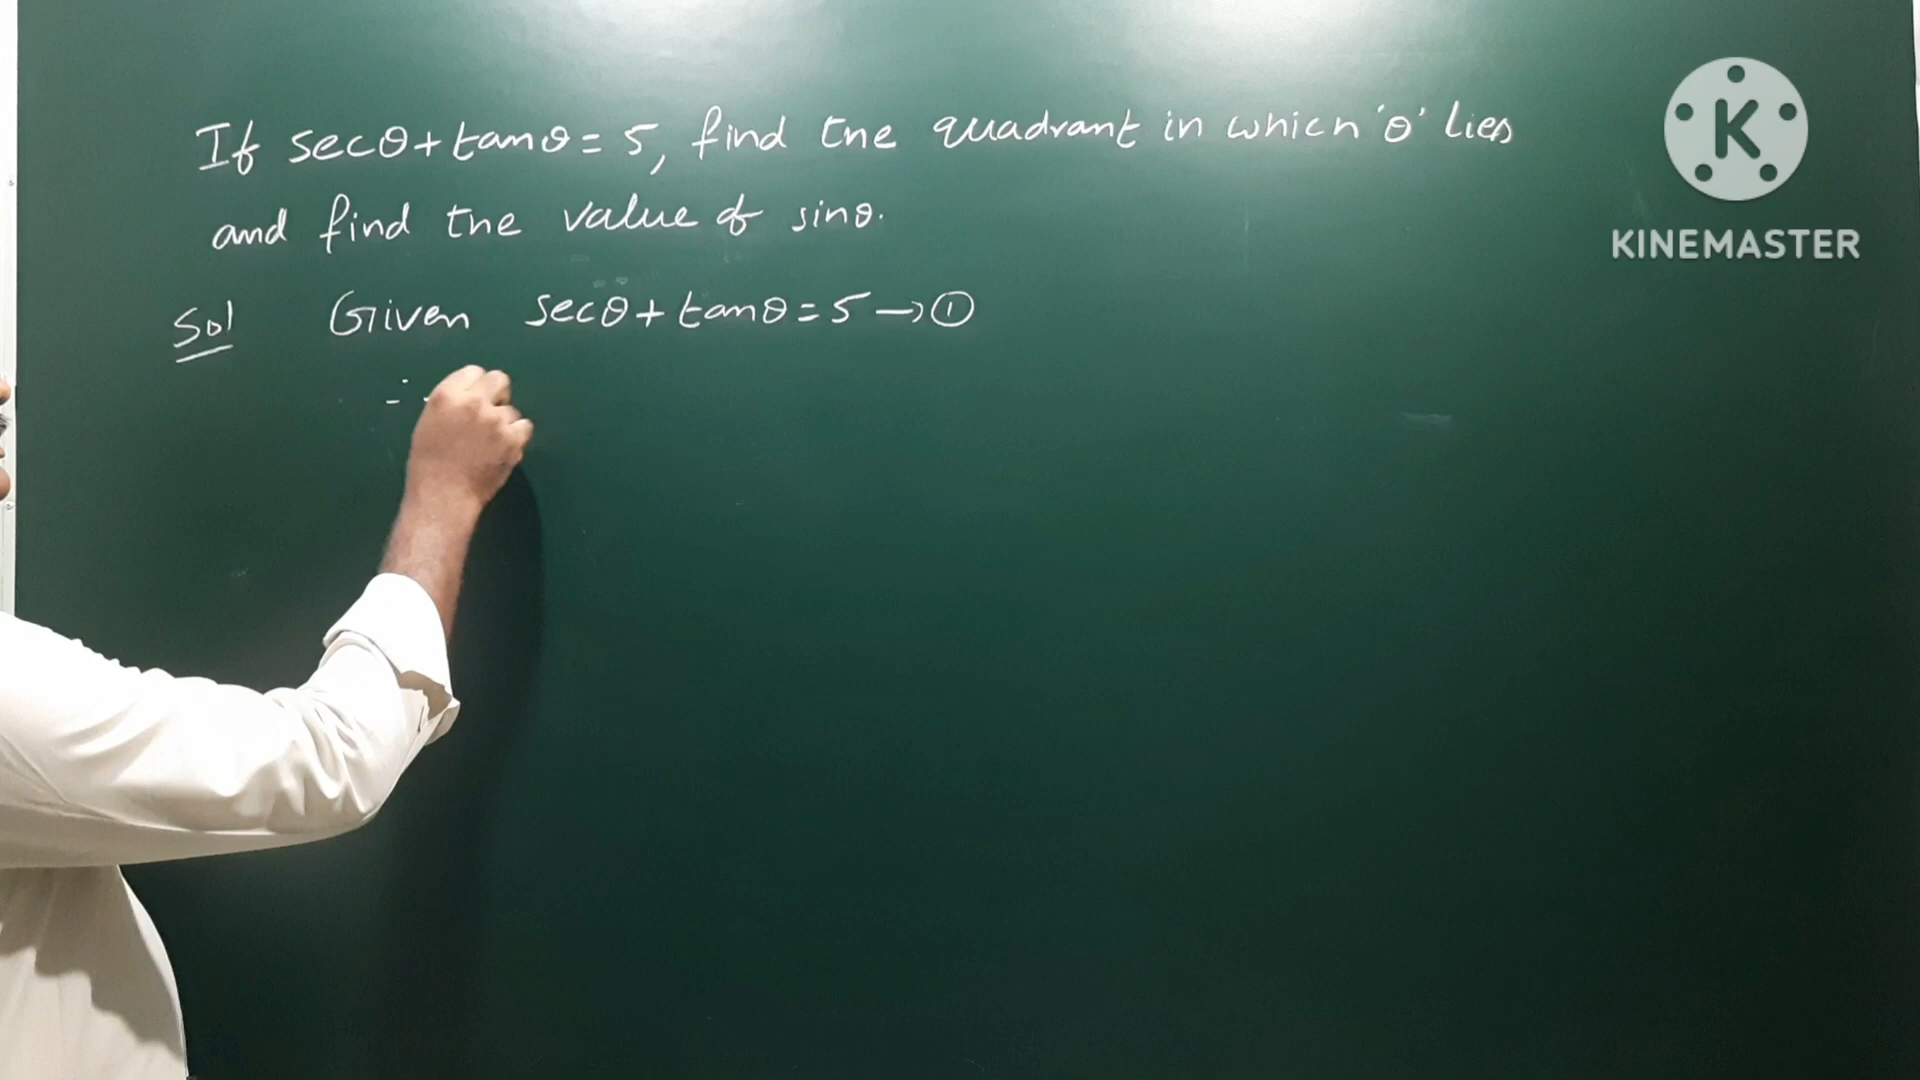 If secθ+tanθ=5, find the quadrant in which 'θ' lies
and find the value of sinθ.
Sol Given secθ+tanθ=5→①
K
KINEMASTER